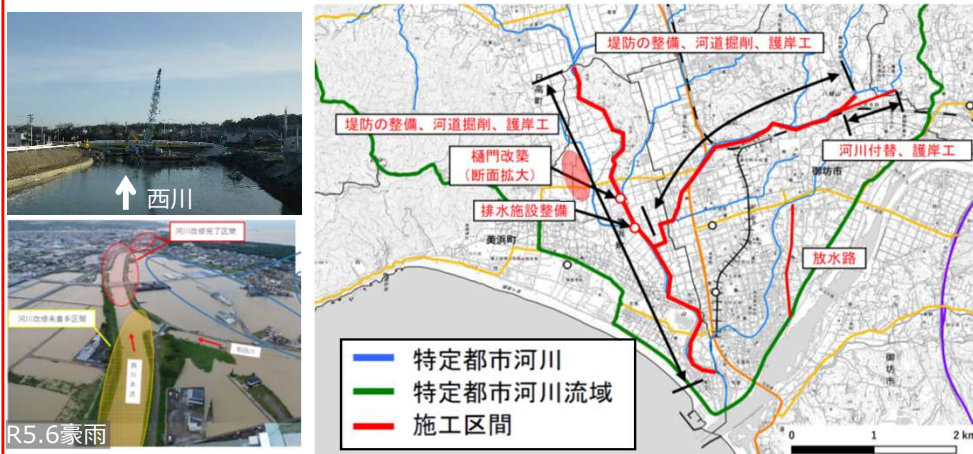 西川
河川改修完了区間
河川改修未着手区間
西川本流
和田川
R5.6豪雨
堤防の整備、河道掘削、護岸工
堤防の整備、河道掘削、護岸工
樋門改築
(断面拡大)
排水施設整備
河川付替、護岸工
放水路
日高町
御坊市
美浜町
御坊市
特定都市河川
特定都市河川流域
施工区間
0 1 2 km